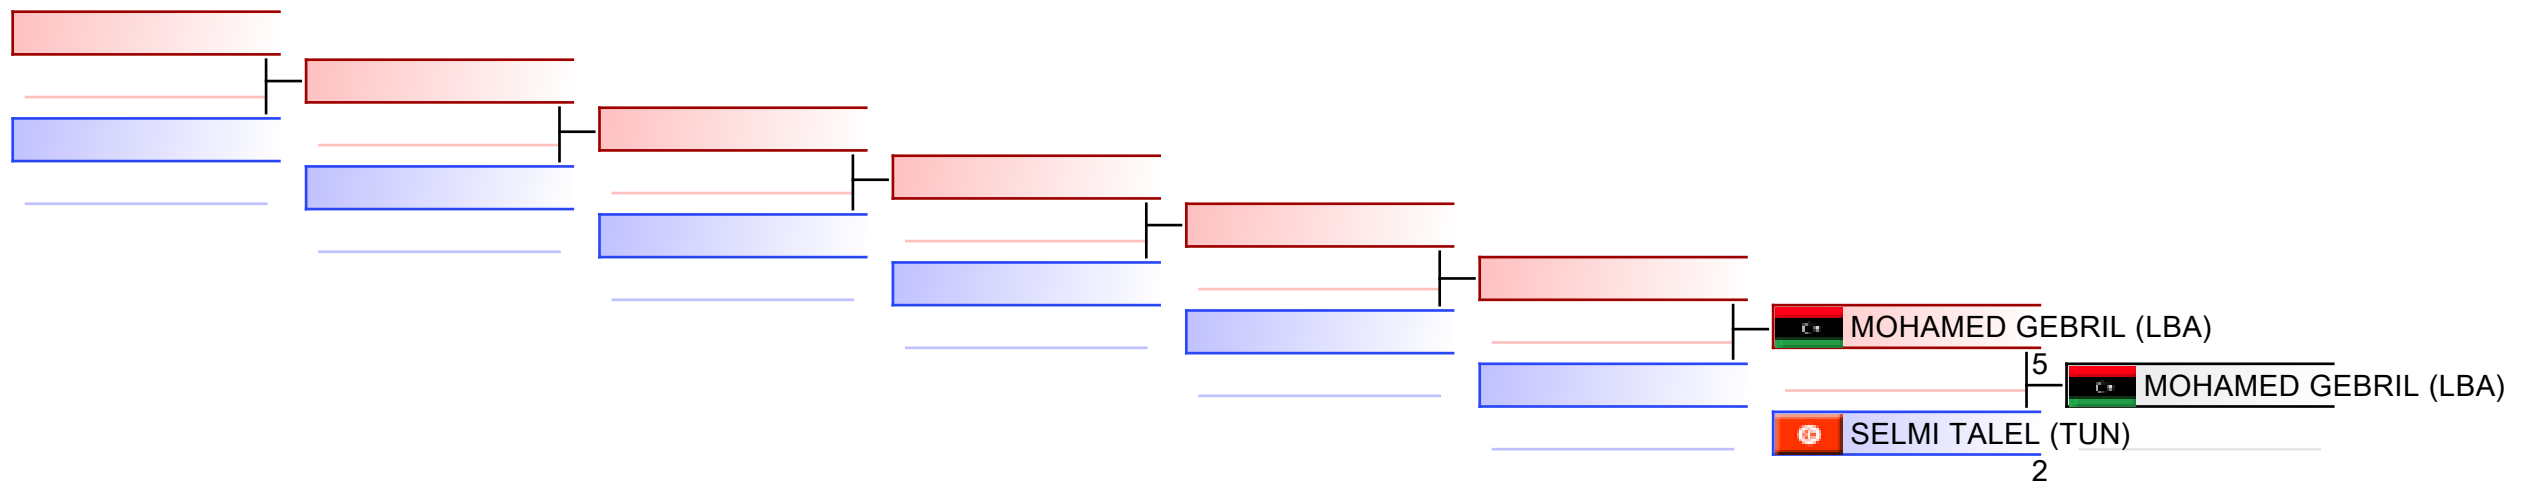 MOHAMED GEBRIL (LBA)
5
MOHAMED GEBRIL (LBA)
SELMI TALEL (TUN)
2